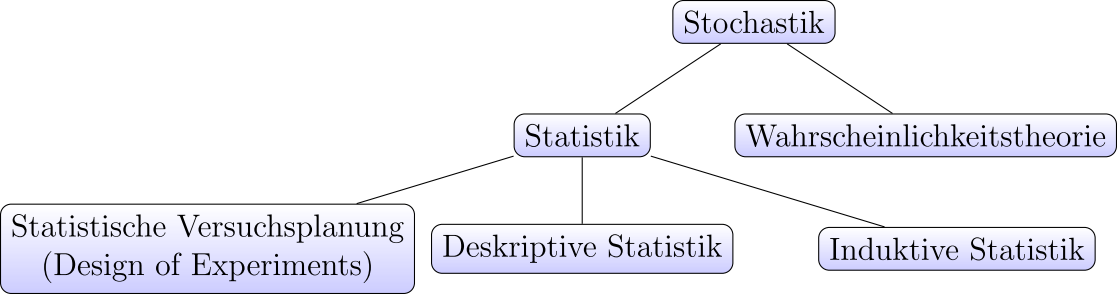 Stochastik
Statistik
Wahrscheinlichkeitstheorie
Statistische Versuchsplanung
(Design of Experiments)
Deskriptive Statistik
Induktive Statistik